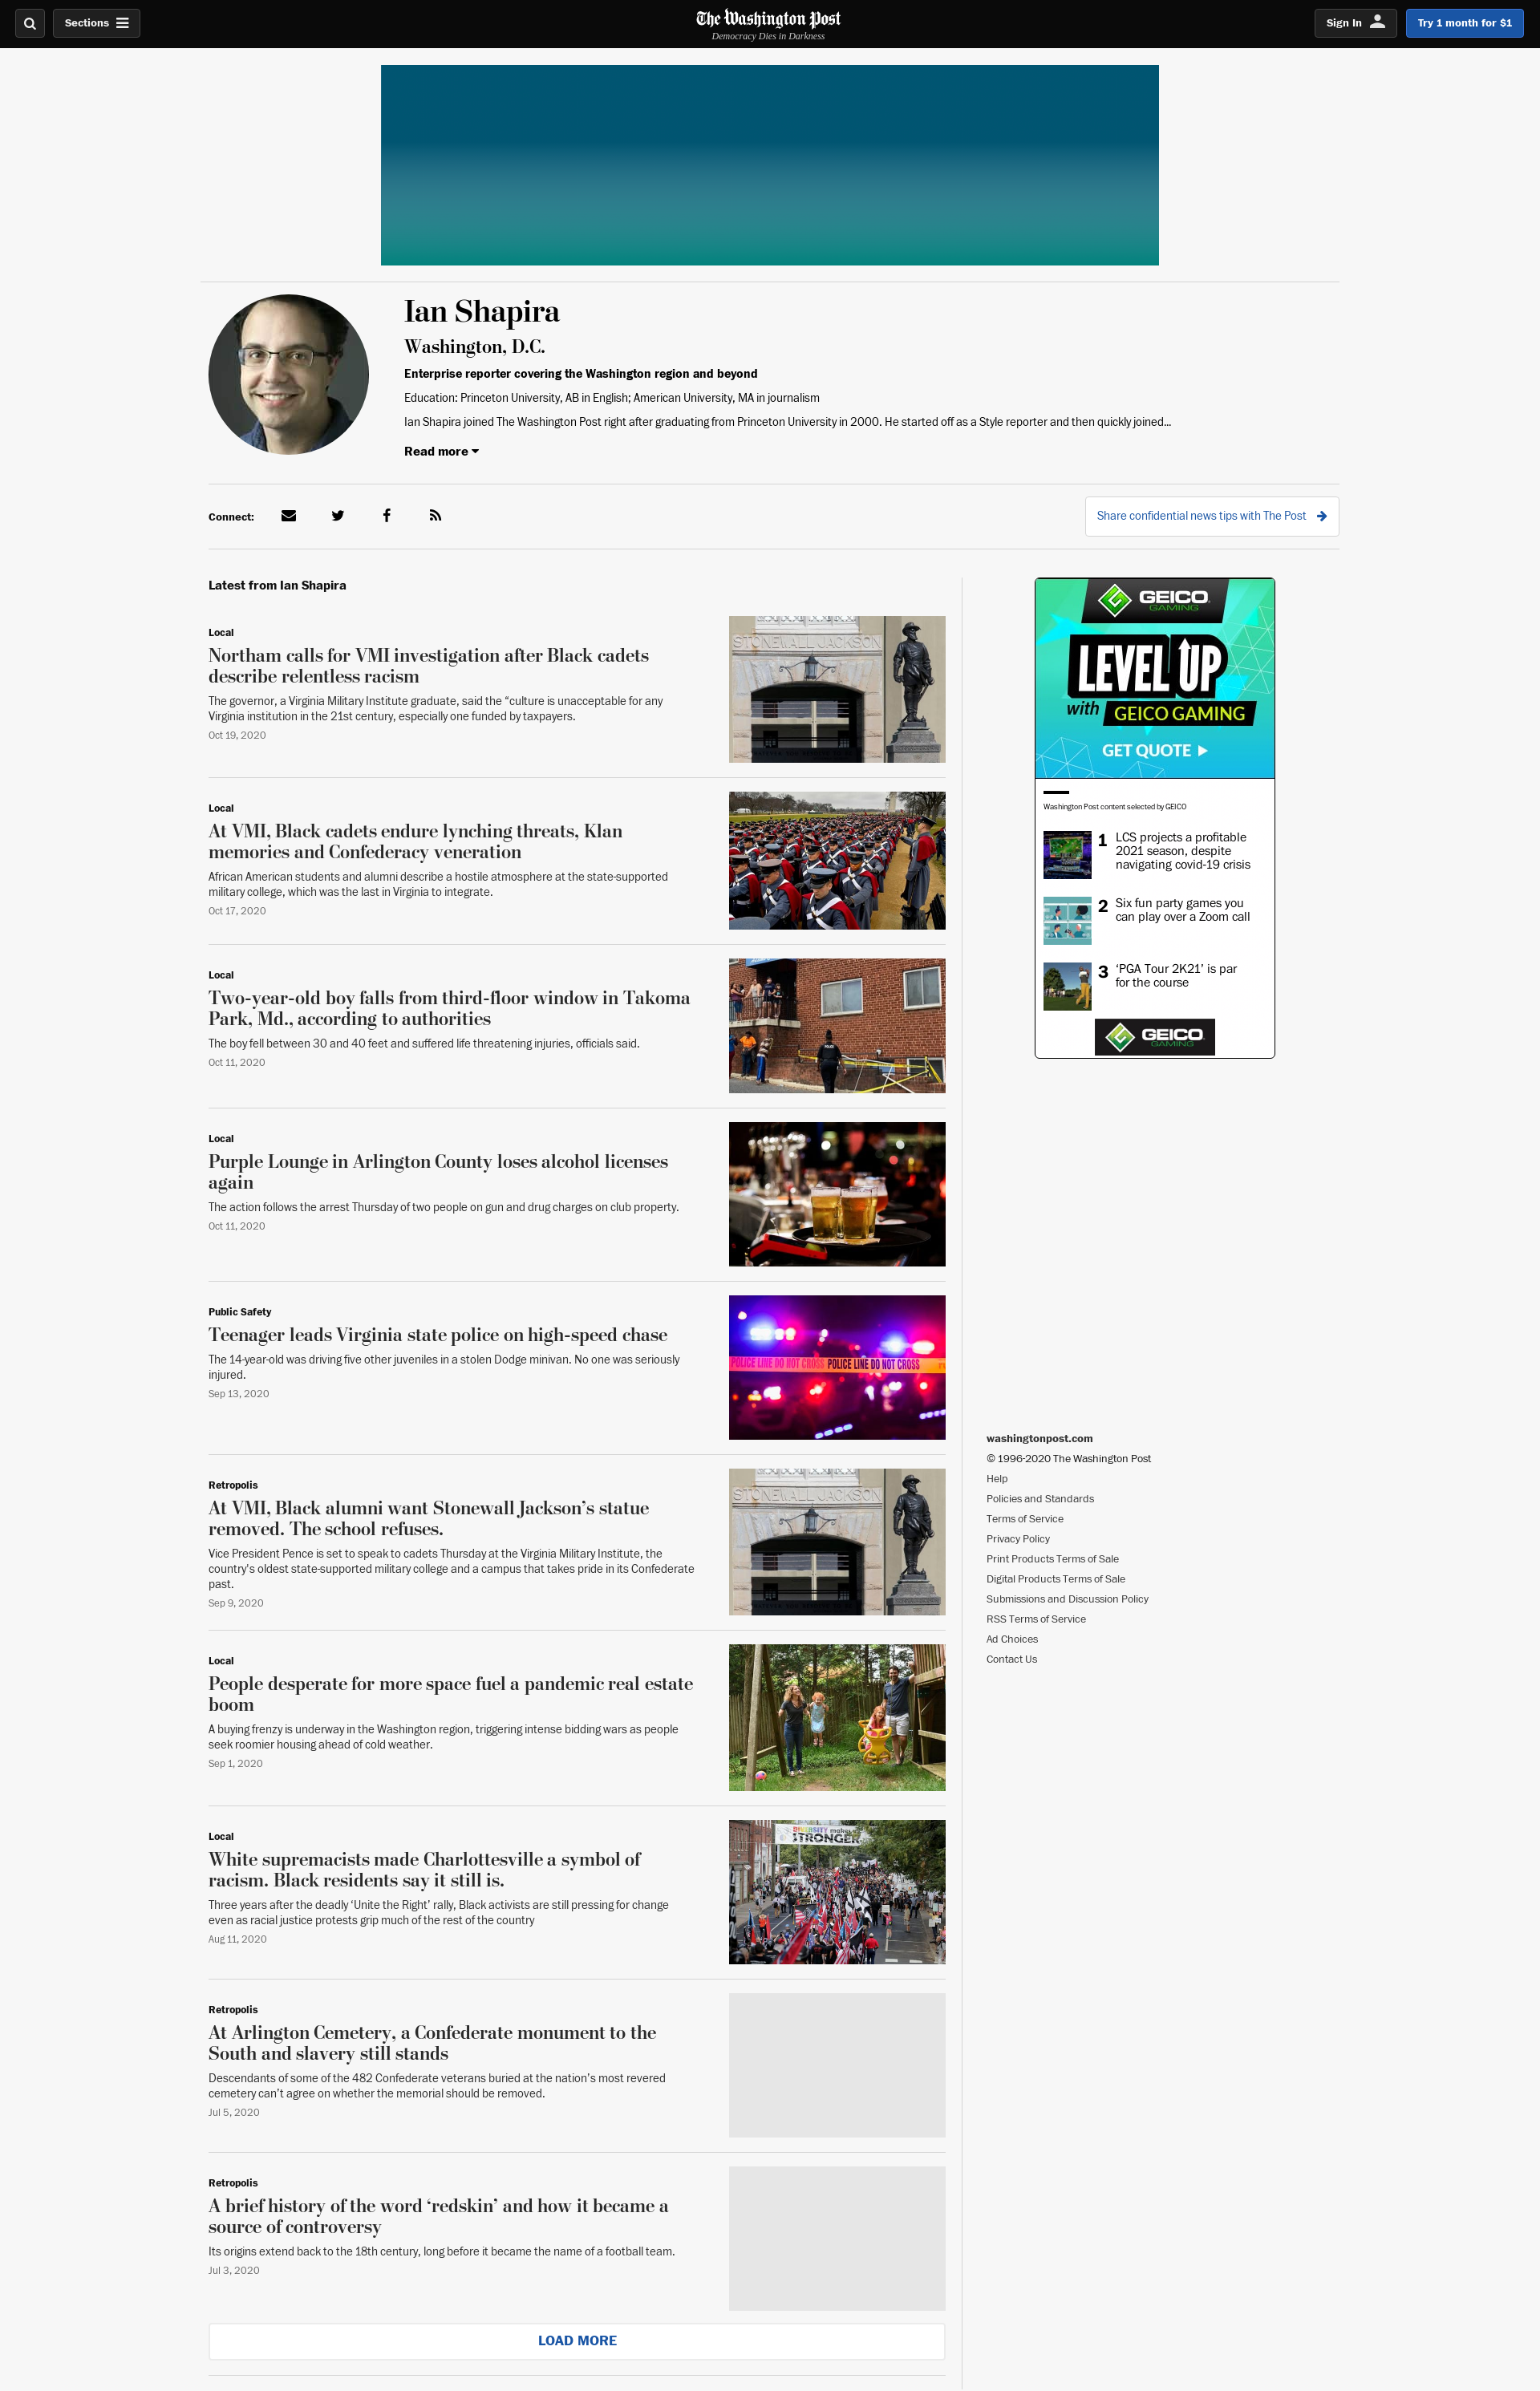 Sections
The Washington Post
Democracy Dies in Darkness
Sign In
Try 1 month for $1
Ian Shapira
Washington, D.C.
Enterprise reporter covering the Washington region and beyond
Education: Princeton University, AB in English; American University, MA in journalism
Ian Shapira joined The Washington Post right after graduating from Princeton University in 2000. He started off as a Style reporter and then quickly joined...
Read more
Connect:
Share confidential news tips with The Post
Latest from Ian Shapira
Local
Northam calls for VMI investigation after Black cadets
describe relentless racism
The governor, a Virginia Military Institute graduate, said the “culture is unacceptable for any
Virginia institution in the 21st century, especially one funded by taxpayers.
Oct 19, 2020
STONEWALL JACKSON
Local
At VMI, Black cadets endure lynching threats, Klan
memories and Confederacy veneration
African American students and alumni describe a hostile atmosphere at the state-supported
military college, which was the last in Virginia to integrate.
Oct 17, 2020
Local
Two-year-old boy falls from third-floor window in Takoma
Park, Md., according to authorities
The boy fell between 30 and 40 feet and suffered life threatening injuries, officials said.
Oct 11, 2020
POLICE
Local
Purple Lounge in Arlington County loses alcohol licenses
again
The action follows the arrest Thursday of two people on gun and drug charges on club property.
Oct 11, 2020
Public Safety
Teenager leads Virginia state police on high-speed chase
The 14-year-old was driving five other juveniles in a stolen Dodge minivan. No one was seriously
injured.
Sep 13, 2020
POLICE LINE DO NOT CROSS POLICE LINE DO NOT CROSS
Retropolis
At VMI, Black alumni want Stonewall Jackson’s statue
removed. The school refuses.
Vice President Pence is set to speak to cadets Thursday at the Virginia Military Institute, the
country's oldest state-supported military college and a campus that takes pride in its Confederate
past.
Sep 9, 2020
STONEWALL JACKSON
Local
People desperate for more space fuel a pandemic real estate
boom
A buying frenzy is underway in the Washington region, triggering intense bidding wars as people
seek roomier housing ahead of cold weather.
Sep 1, 2020
Local
White supremacists made Charlottesville a symbol of
racism. Black residents say it still is.
Three years after the deadly ‘Unite the Right’ rally, Black activists are still pressing for change
even as racial justice protests grip much of the rest of the country
Aug 11, 2020
DIVERSITY makes
STRONGER
Retropolis
At Arlington Cemetery, a Confederate monument to the
South and slavery still stands
Descendants of some of the 482 Confederate veterans buried at the nation’s most revered
cemetery can’t agree on whether the memorial should be removed.
Jul 5, 2020
Retropolis
A brief history of the word ‘redskin’ and how it became a
source of controversy
Its origins extend back to the 18th century, long before it became the name of a football team.
Jul 3, 2020
LOAD MORE
GEICO
GAMING
LEVEL UP
with GEICO GAMING
GET QUOTE
Washington Post content selected by GEICO
1 LCS projects a profitable
2021 season, despite
navigating covid-19 crisis
2 Six fun party games you
can play over a Zoom call
3 ‘PGA Tour 2K21’ is par
for the course
GEICO
GAMING
washingtonpost.com
© 1996-2020 The Washington Post
Help
Policies and Standards
Terms of Service
Privacy Policy
Print Products Terms of Sale
Digital Products Terms of Sale
Submissions and Discussion Policy
RSS Terms of Service
Ad Choices
Contact Us